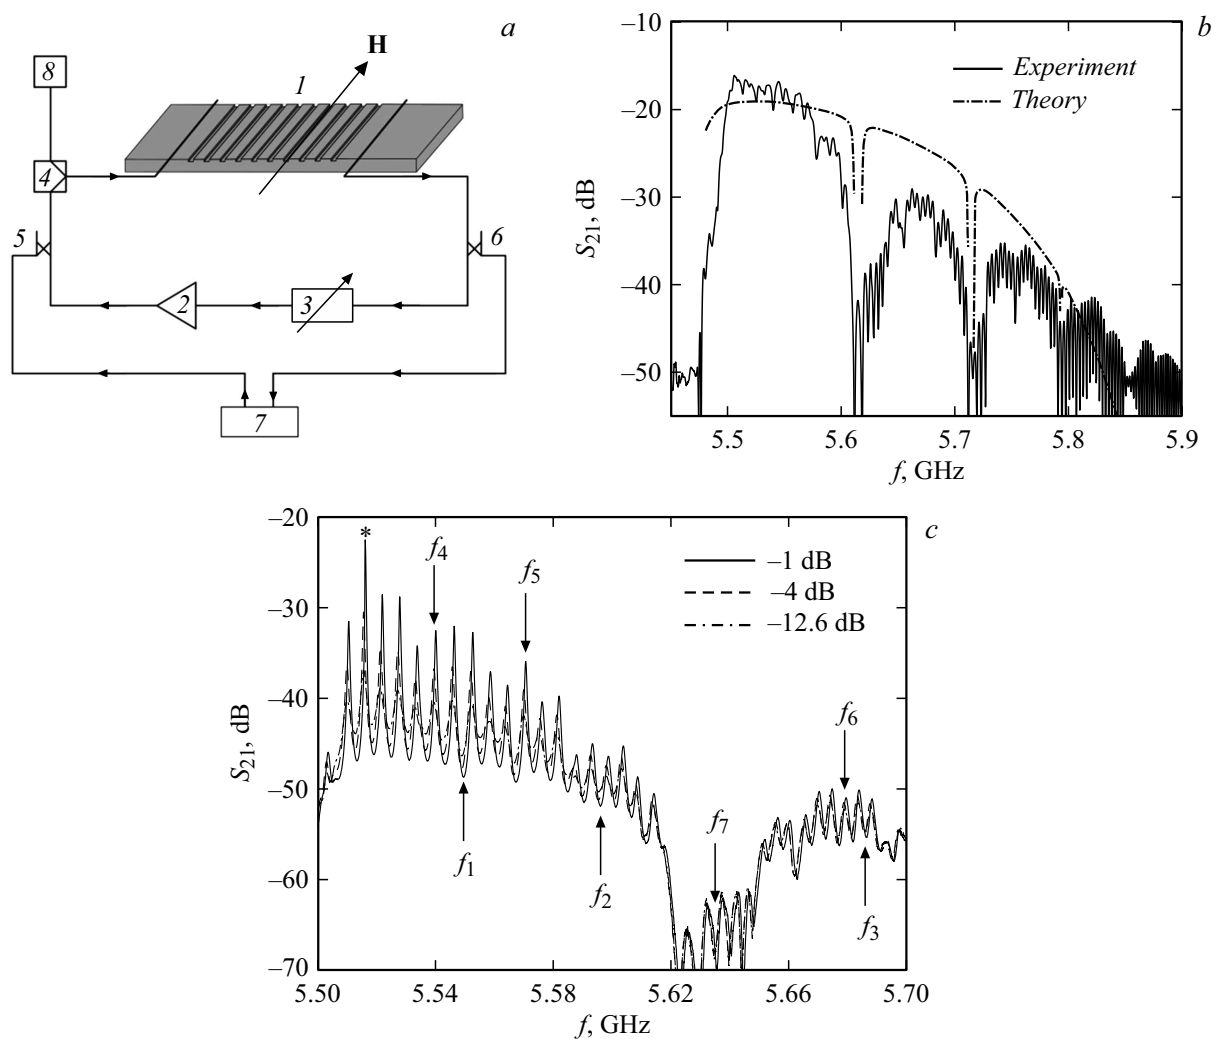 a
H
1
8
4
5
6
2
3
7
b
–10
–20
–30
–40
–50
S21, dB
Experiment
Theory
5.5 5.6 5.7 5.8 5.9
f, GHz
c
–20
–30
–40
–50
–60
–70
S21, dB
*
f4
f5
–1 dB
–4 dB
–12.6 dB
f6
f7
f1
f2
f3
5.50 5.54 5.58 5.62 5.66 5.70
f, GHz